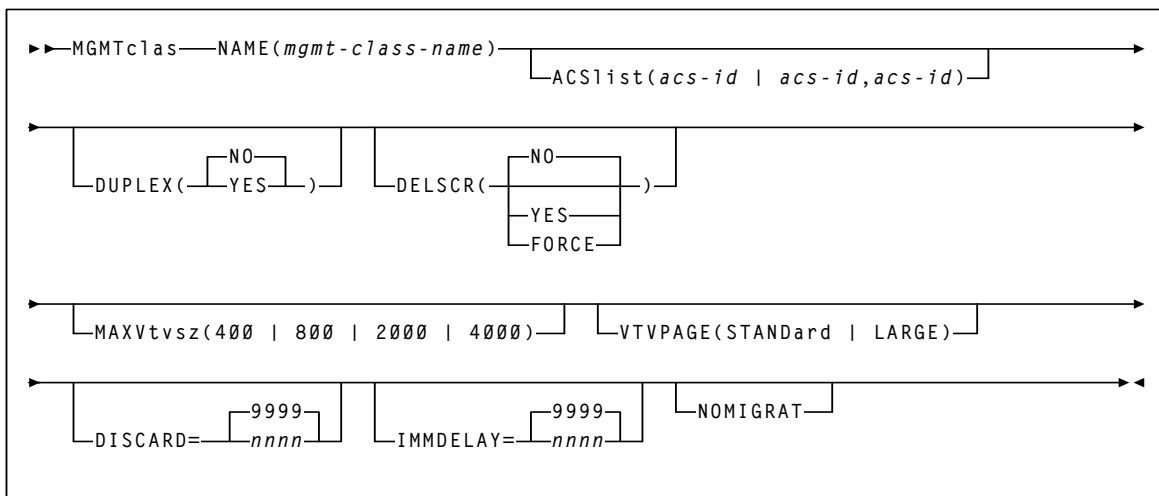 MGMTclas NAME(mgmt-class-name)
ACSlist(acs-id | acs-id,acs-id)
NO NO
DUPLEX( YES ) DELSCR( )
YES
FORCE
MAXVtvsz(400 | 800 | 2000 | 4000) VTVPAGE(STANDard | LARGE)
9999 9999 NOMIGRAT
DISCARD= nnnn IMMDELAY= nnnn